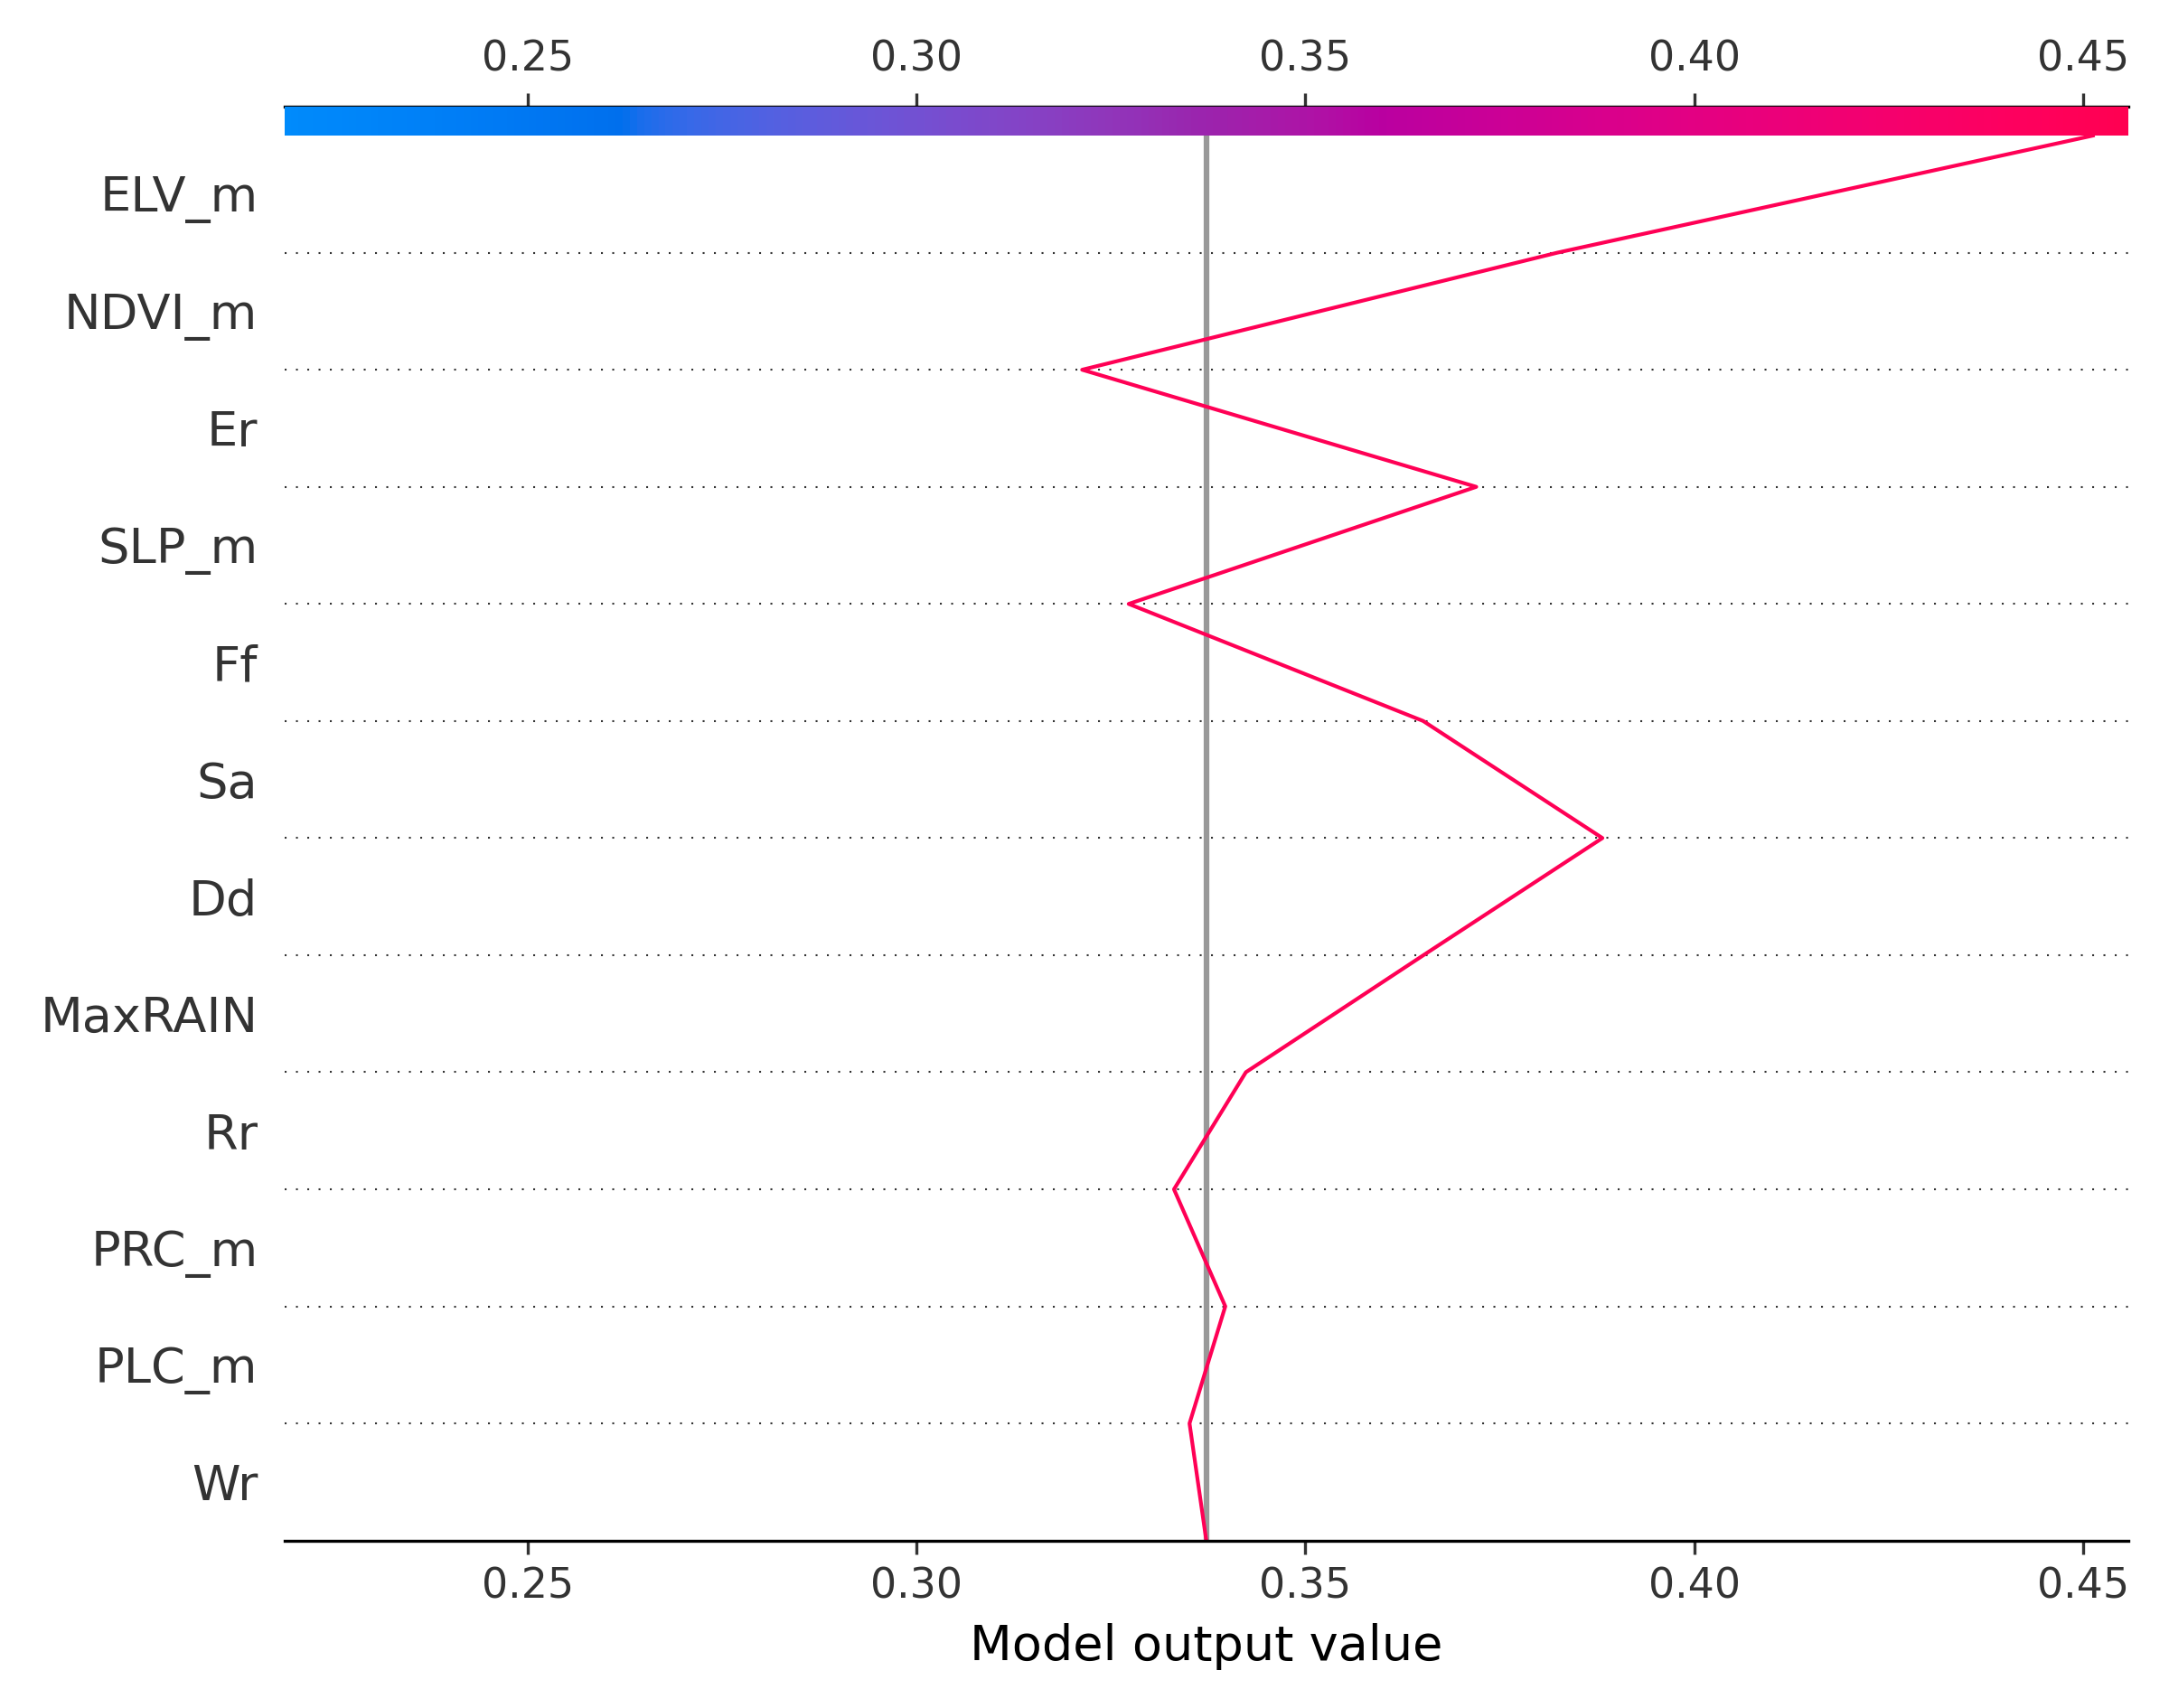 0.25 0.30 0.35 0.40 0.45
ELV_m
NDVI_m
Er
SLP_m
Ff
Sa
Dd
MaxRAIN
Rr
PRC_m
PLC_m
Wr
0.25 0.30 0.35 0.40 0.45
Model output value